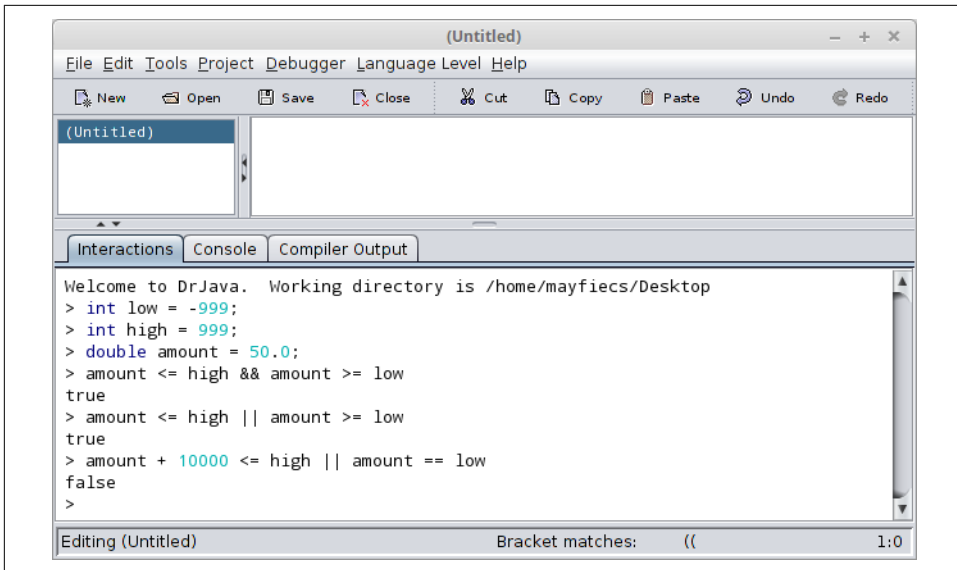 (Untitled)
File Edit Tools Project Debugger Language Level Help
New Open Save Close Cut Copy Paste Undo Redo
(Untitled)
Interactions Console Compiler Output
Welcome to DrJava.  Working directory is /home/mayfiecs/Desktop
> int low = -999;
> int high = 999;
> double amount = 50.0;
> amount <= high && amount >= low
true
> amount <= high || amount >= low
true
> amount + 10000 <= high || amount == low
false
>
Editing (Untitled) Bracket matches: (( 1:0